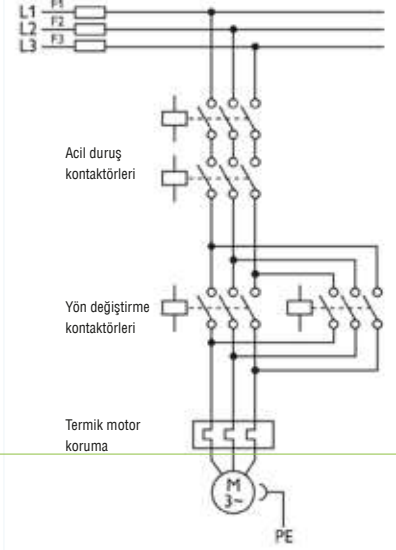 L1 F1
L2 F2
L3 F3
Acil duruş
kontaktörleri
Yön değiştirme
kontaktörleri
Termik motor
koruma
M
3~
PE